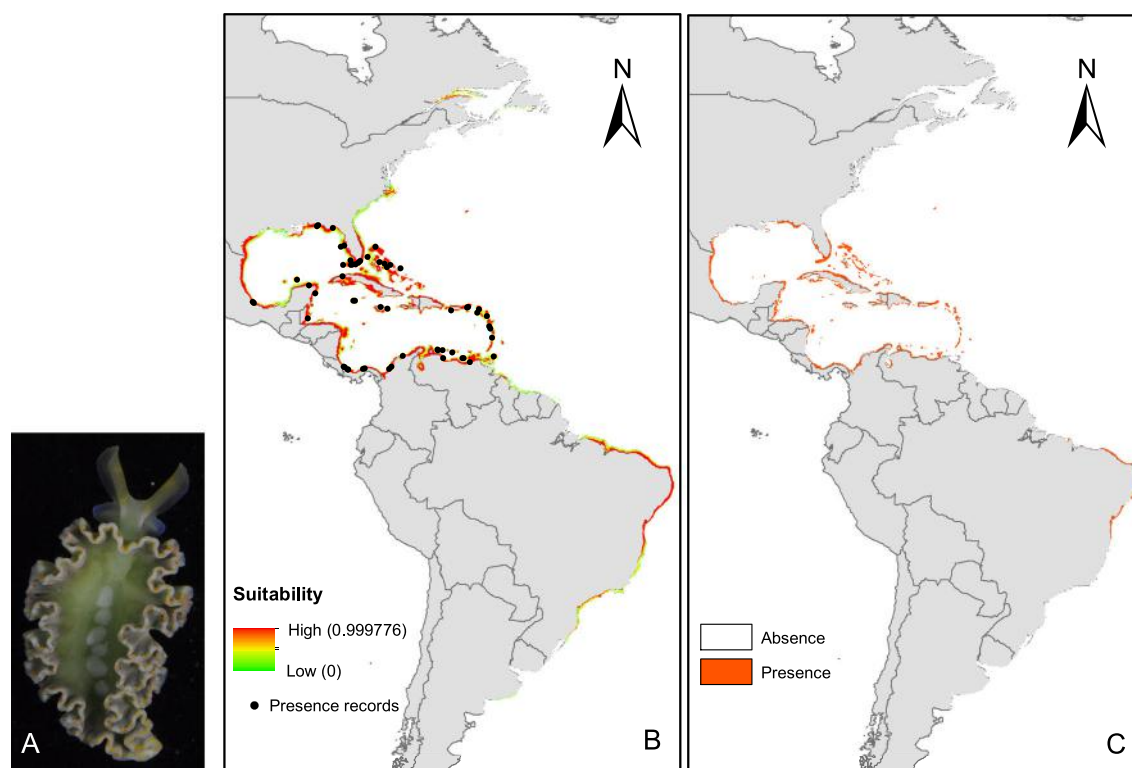 A
N
Suitability
High (0.999776)
Low (0)
Presence records
B
N
Absence
Presence
C